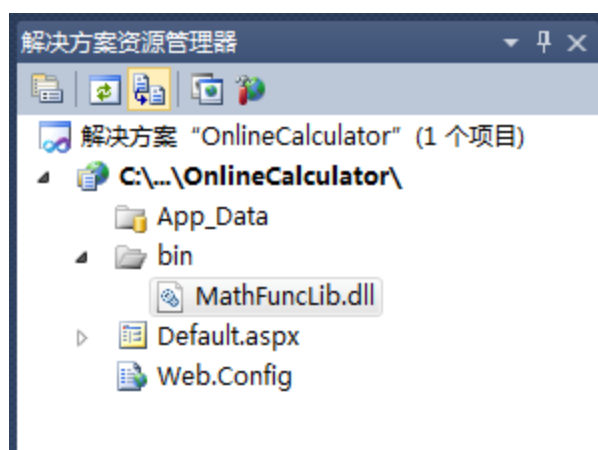 解决方案资源管理器
解决方案 “OnlineCalculator” (1 个项目)
C:\...\OnlineCalculator\
App_Data
bin
MathFuncLib.dll
Default.aspx
Web.Config